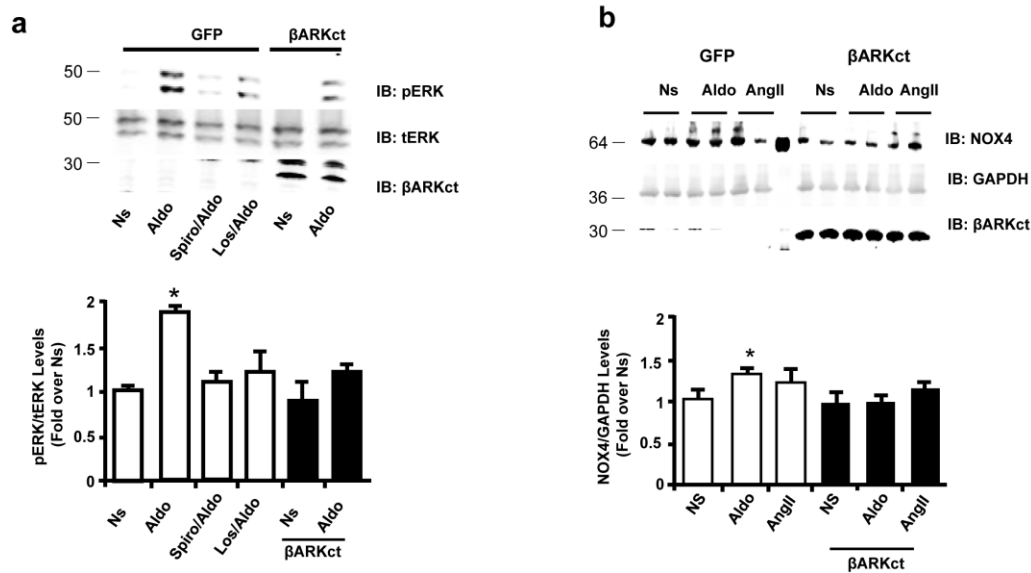 a
GFP
βARKct
50
IB: pERK
50
IB: tERK
30
IB: βARKct
Ns
Aldo
Spiro/Aldo
Los/Aldo
Ns
Aldo
pERK/tERK Levels
(Fold over Ns)
2
1.5
1
0.5
0
*
Ns
Aldo
Spiro/Aldo
Los/Aldo
Ns
Aldo
βARKct
b
GFP
βARKct
Ns Aldo AngII Ns Aldo AngII
64
IB: NOX4
IB: GAPDH
36
30
IB: βARKct
NOX4/GAPDH Levels
(Fold over Ns)
2
1.5
1
0.5
0
*
NS
Aldo
AngII
NS
Aldo
AngII
βARKct